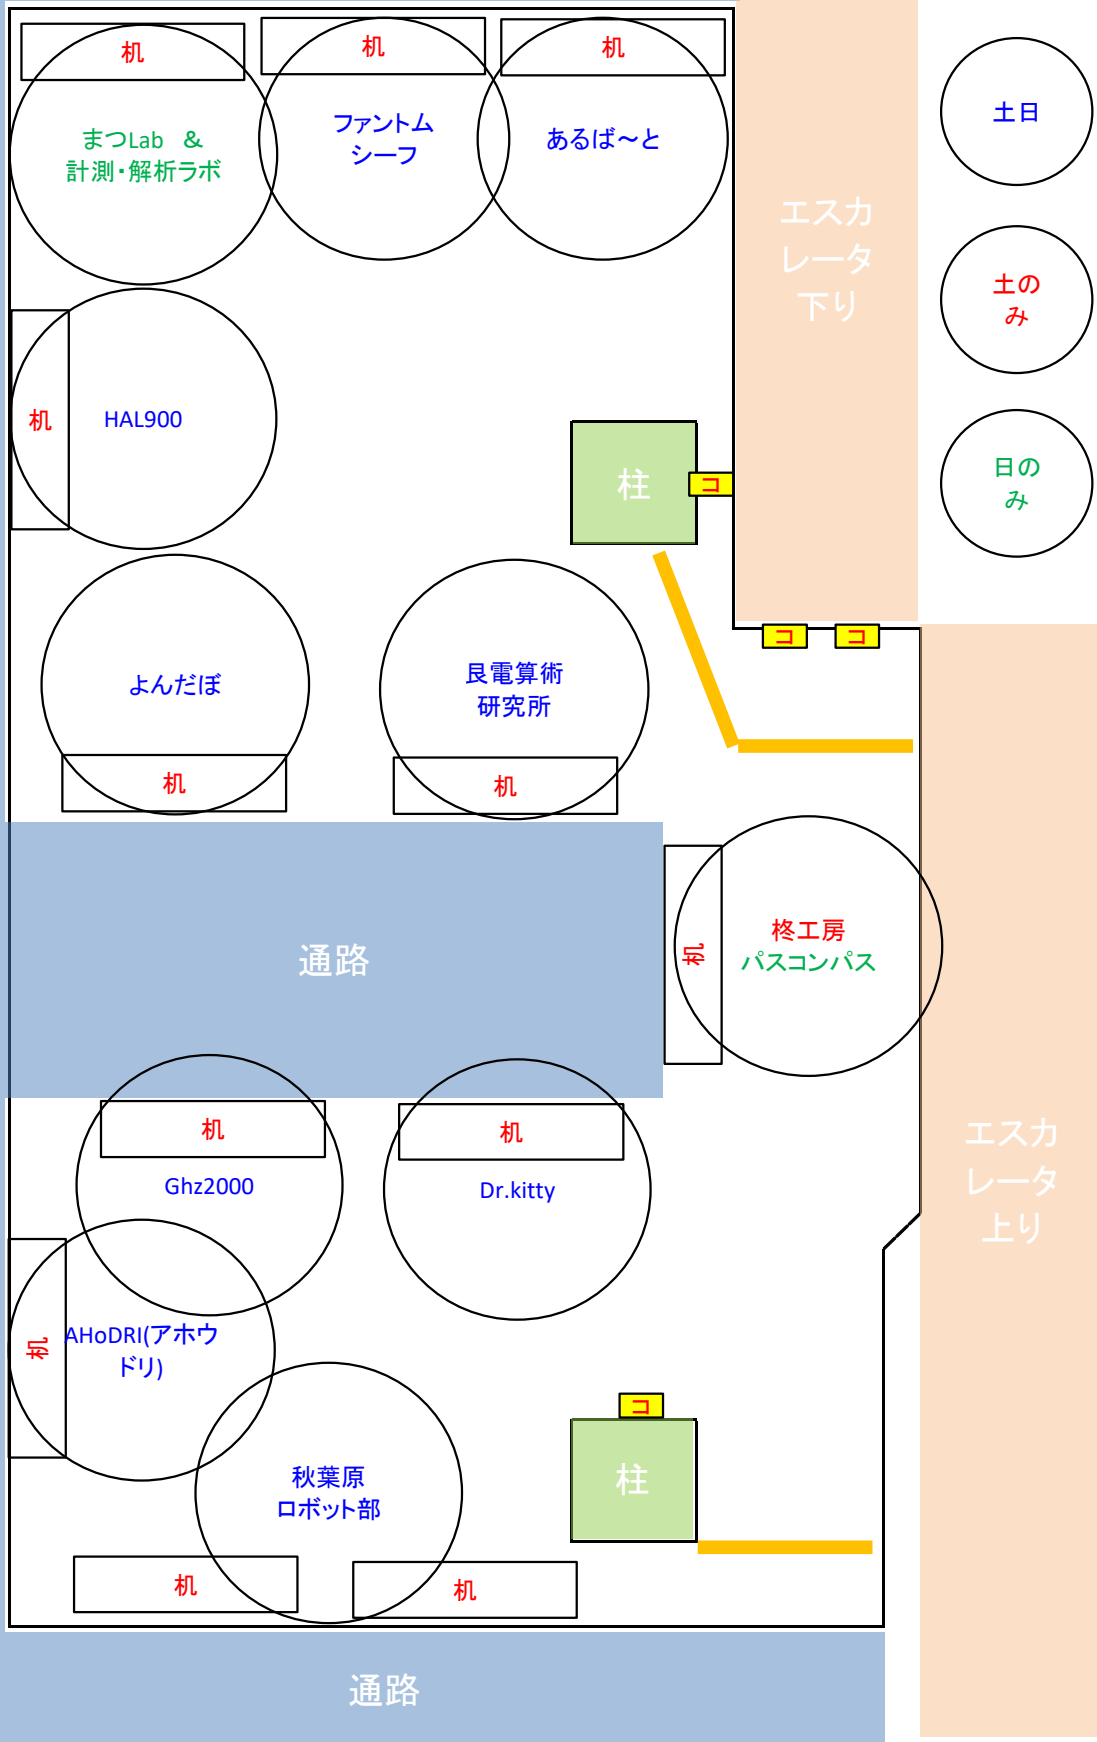 机
机
机
まつLab　&
計測・解析ラボ
ファントム
シーフ
あるば～と
エスカ
レータ
下り
土日
土の
み
日の
み
机
HAL900
柱
コ
コ
コ
よんだぼ
机
艮電算術
研究所
机
通路
机
柊工房
パスコンパス
机
Ghz2000
机
Dr.kitty
エスカ
レータ
上り
机
AHoDRI(アホウ
ドリ)
秋葉原
ロボット部
コ
柱
机
机
通路